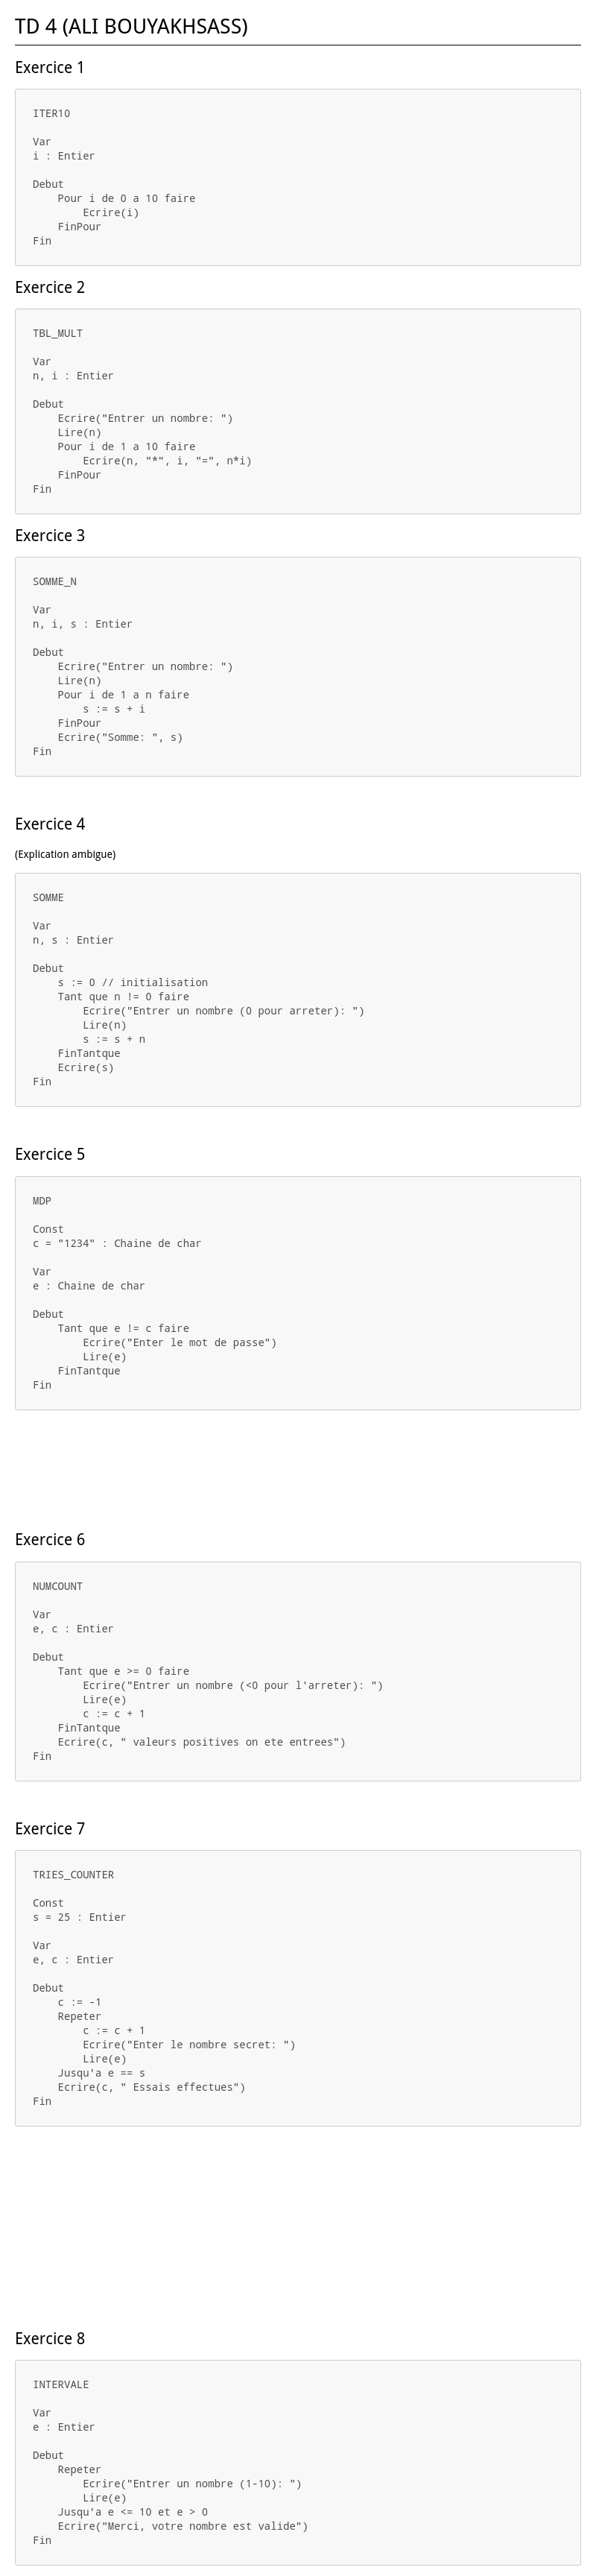 TD 4 (ALI BOUYAKHSASS)
Exercice 1
ITER10
Var
i : Entier
Debut
    Pour i de 0 a 10 faire
        Ecrire(i)
    FinPour
Fin
Exercice 2
TBL_MULT
Var
n, i : Entier
Debut
    Ecrire("Entrer un nombre: ")
    Lire(n)
    Pour i de 1 a 10 faire
        Ecrire(n, "*", i, "=", n*i)
    FinPour
Fin
Exercice 3
SOMME_N
Var
n, i, s : Entier
Debut
    Ecrire("Entrer un nombre: ")
    Lire(n)
    Pour i de 1 a n faire
        s := s + i
    FinPour
    Ecrire("Somme: ", s)
Fin
Exercice 4
(Explication ambigue)
SOMME
Var
n, s : Entier
Debut
    s := 0 // initialisation
    Tant que n != 0 faire
        Ecrire("Entrer un nombre (0 pour arreter): ")
        Lire(n)
        s := s + n
    FinTantque
    Ecrire(s)
Fin
Exercice 5
MDP
Const
c = "1234" : Chaine de char
Var
e : Chaine de char
Debut
    Tant que e != c faire
        Ecrire("Enter le mot de passe")
        Lire(e)
    FinTantque
Fin
Exercice 6
NUMCOUNT
Var
e, c : Entier
Debut
    Tant que e >= 0 faire
        Ecrire("Entrer un nombre (<0 pour l'arreter): ")
        Lire(e)
        c := c + 1
    FinTantque
    Ecrire(c, " valeurs positives on ete entrees")
Fin
Exercice 7
TRIES_COUNTER
Const
s = 25 : Entier
Var
e, c : Entier
Debut
    c := -1
    Repeter
        c := c + 1
        Ecrire("Enter le nombre secret: ")
        Lire(e)
    Jusqu'a e == s
    Ecrire(c, " Essais effectues")
Fin
Exercice 8
INTERVALE
Var
e : Entier
Debut
    Repeter
        Ecrire("Entrer un nombre (1-10): ")
        Lire(e)
    Jusqu'a e <= 10 et e > 0
    Ecrire("Merci, votre nombre est valide")
Fin